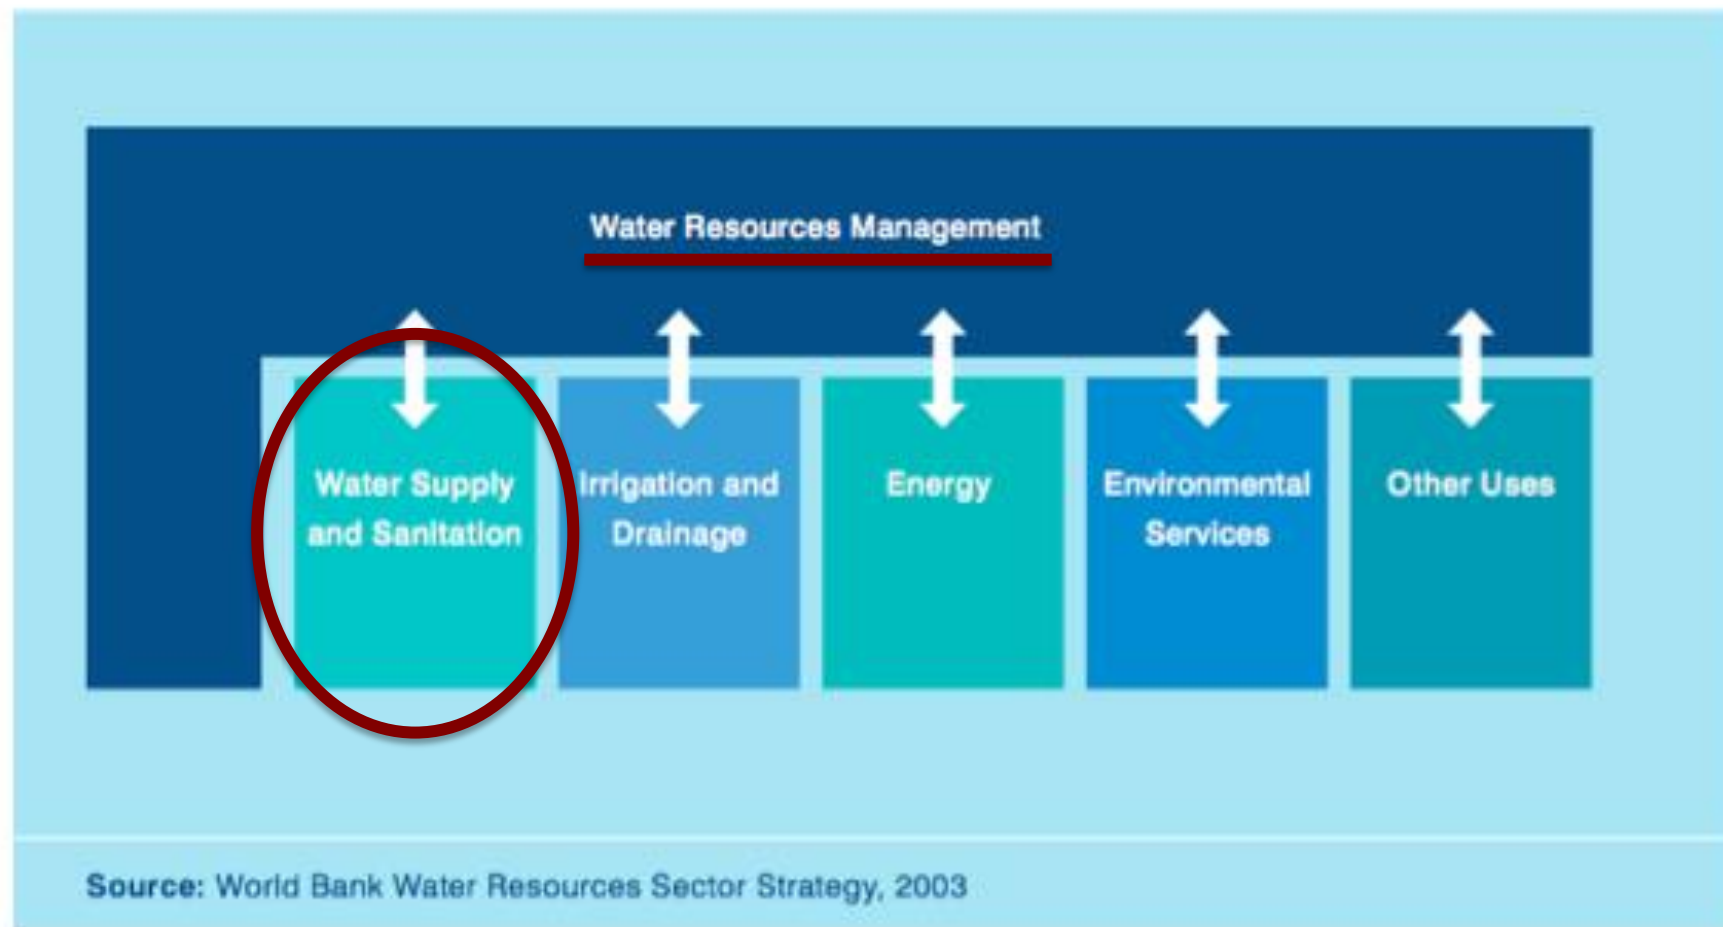 Water Resources Management
Water Supply
and Sanitation
Irrigation and
Drainage
Energy
Environmental
Services
Other Uses
Source: World Bank Water Resources Sector Strategy, 2003